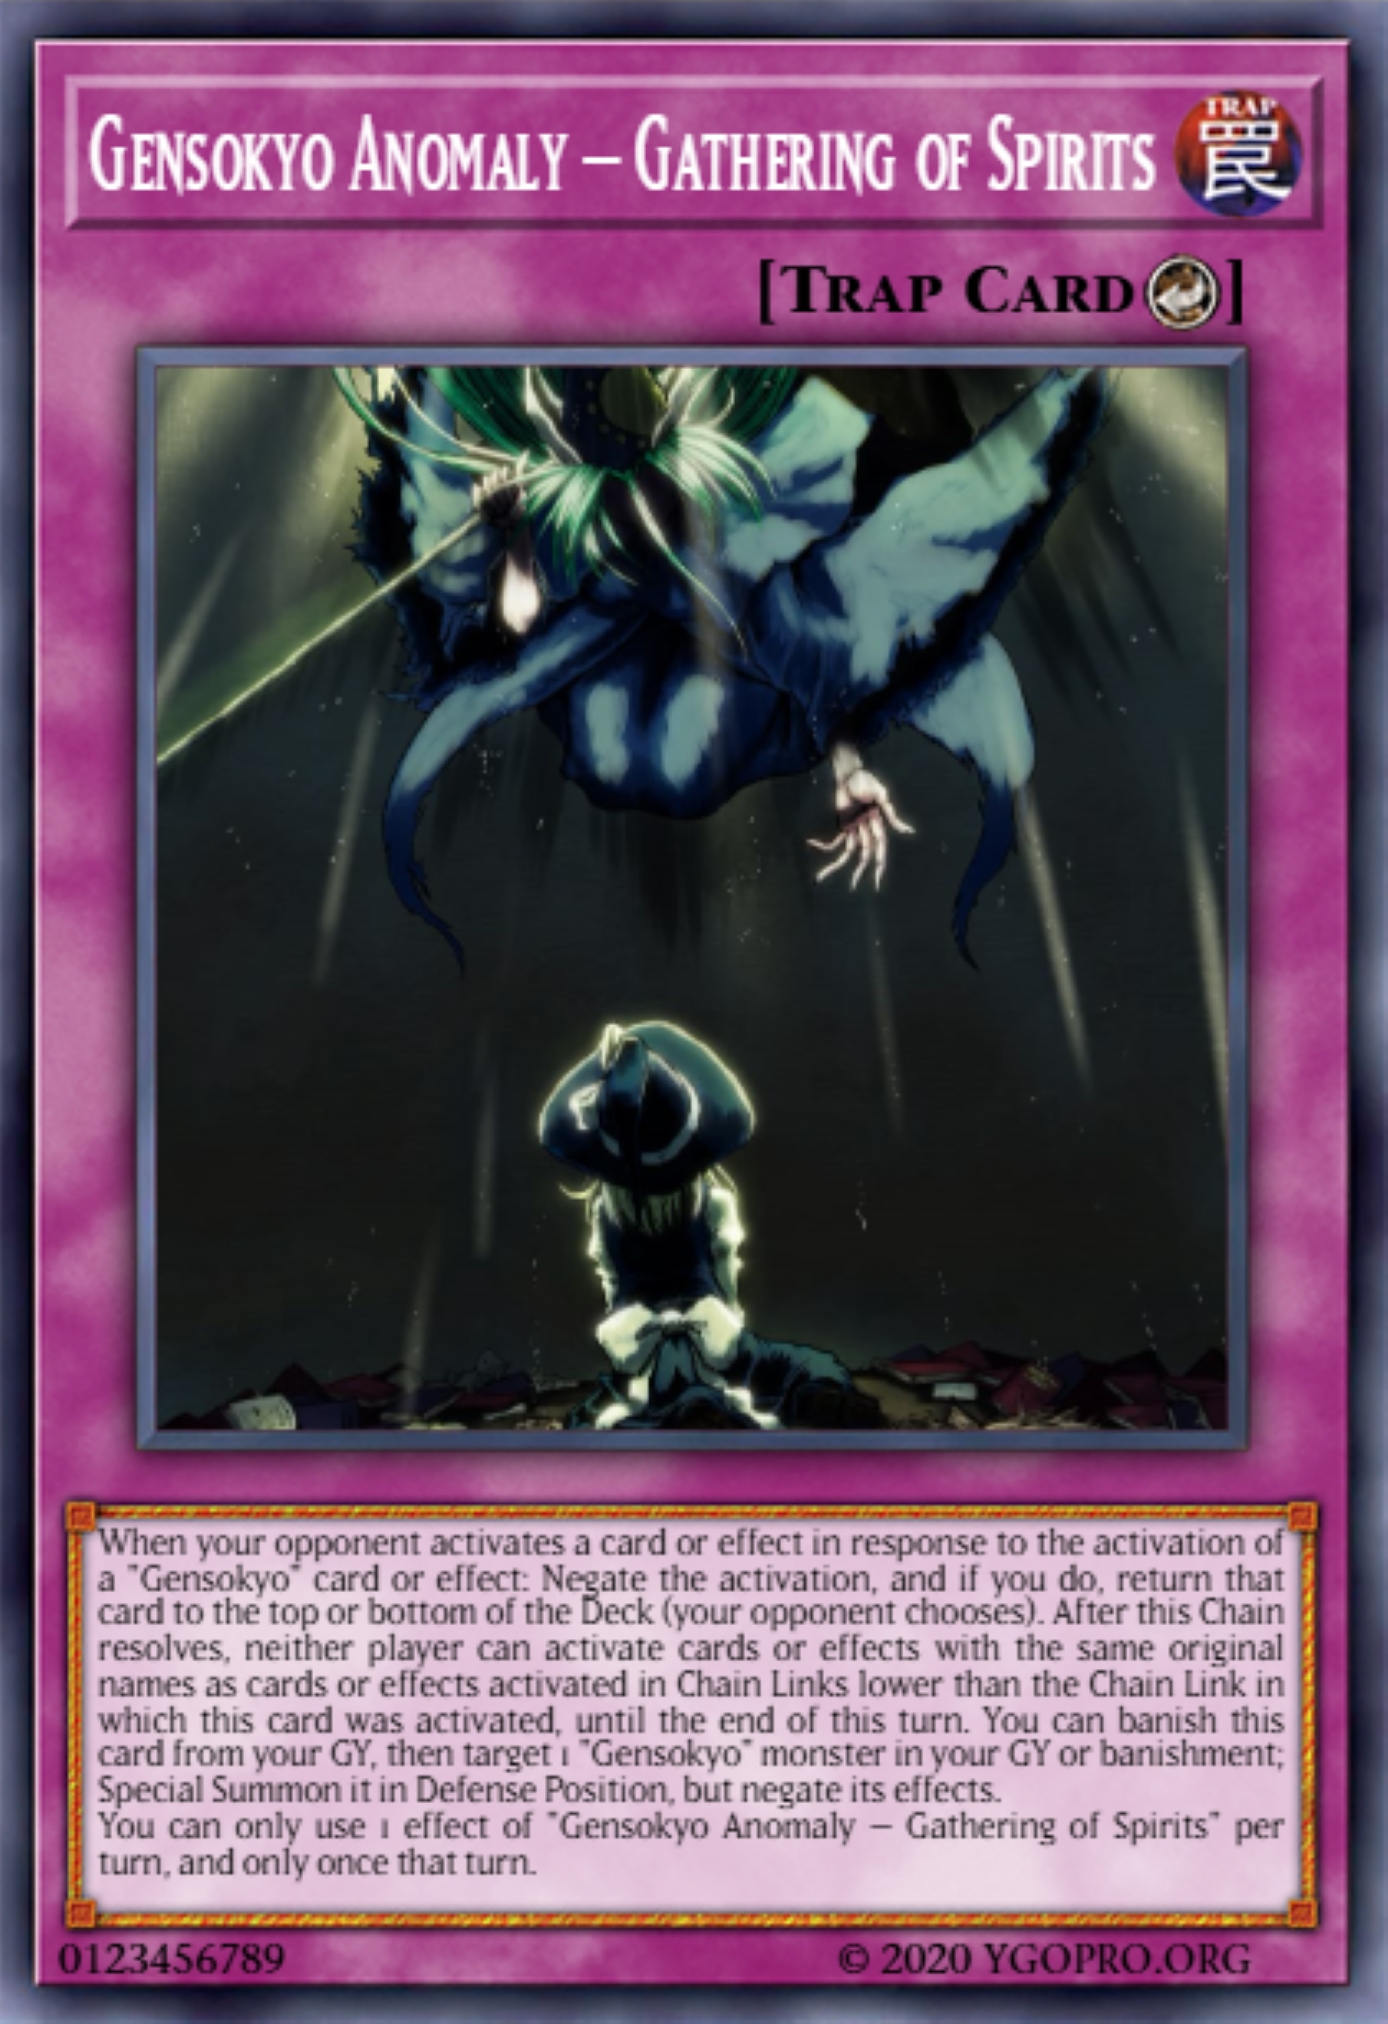 Gensokyo Anomaly – Gathering of Spirits
TRAP
罠
[Trap Card]
When your opponent activates a card or effect in response to the activation of
a "Gensokyo" card or effect: Negate the activation, and if you do, return that
card to the top or bottom of the Deck (your opponent chooses). After this Chain
resolves, neither player can activate cards or effects with the same original
names as cards or effects activated in Chain Links lower than the Chain Link in
which this card was activated, until the end of this turn. You can banish this
card from your GY, then target 1 "Gensokyo" monster in your GY or banishment;
Special Summon it in Defense Position, but negate its effects.
You can only use 1 effect of "Gensokyo Anomaly – Gathering of Spirits" per
turn, and only once that turn.
0123456789
© 2020 YGOPRO.ORG